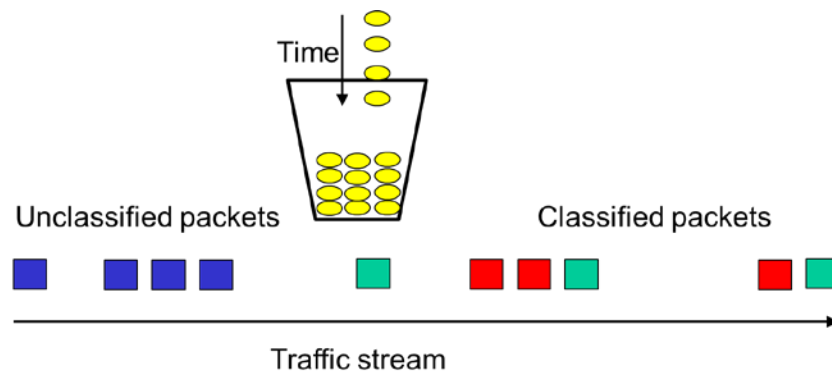 Time
Unclassified packets
Classified packets
Traffic stream